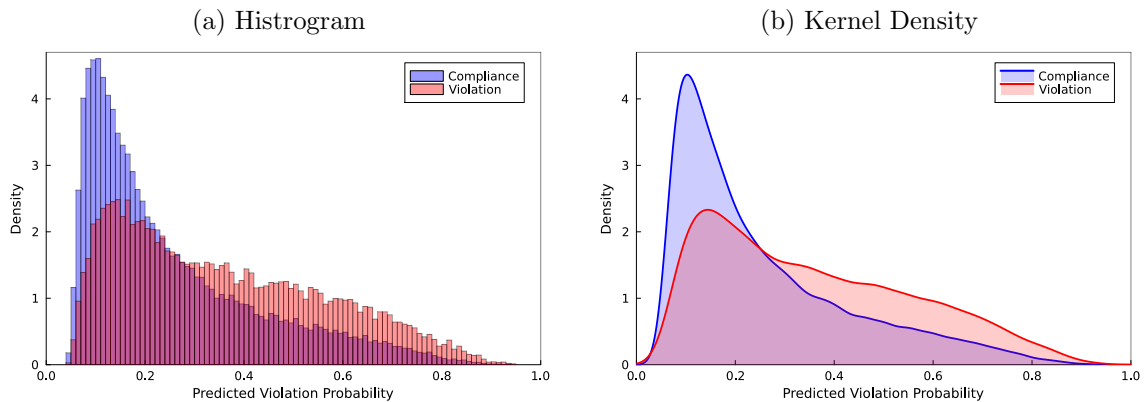 (a) Histrogram
Compliance
Violation
Density
4
3
2
1
0
0.0 0.2 0.4 0.6 0.8 1.0
Predicted Violation Probability
(b) Kernel Density
Compliance
Violation
Density
4
3
2
1
0
0.0 0.2 0.4 0.6 0.8 1.0
Predicted Violation Probability